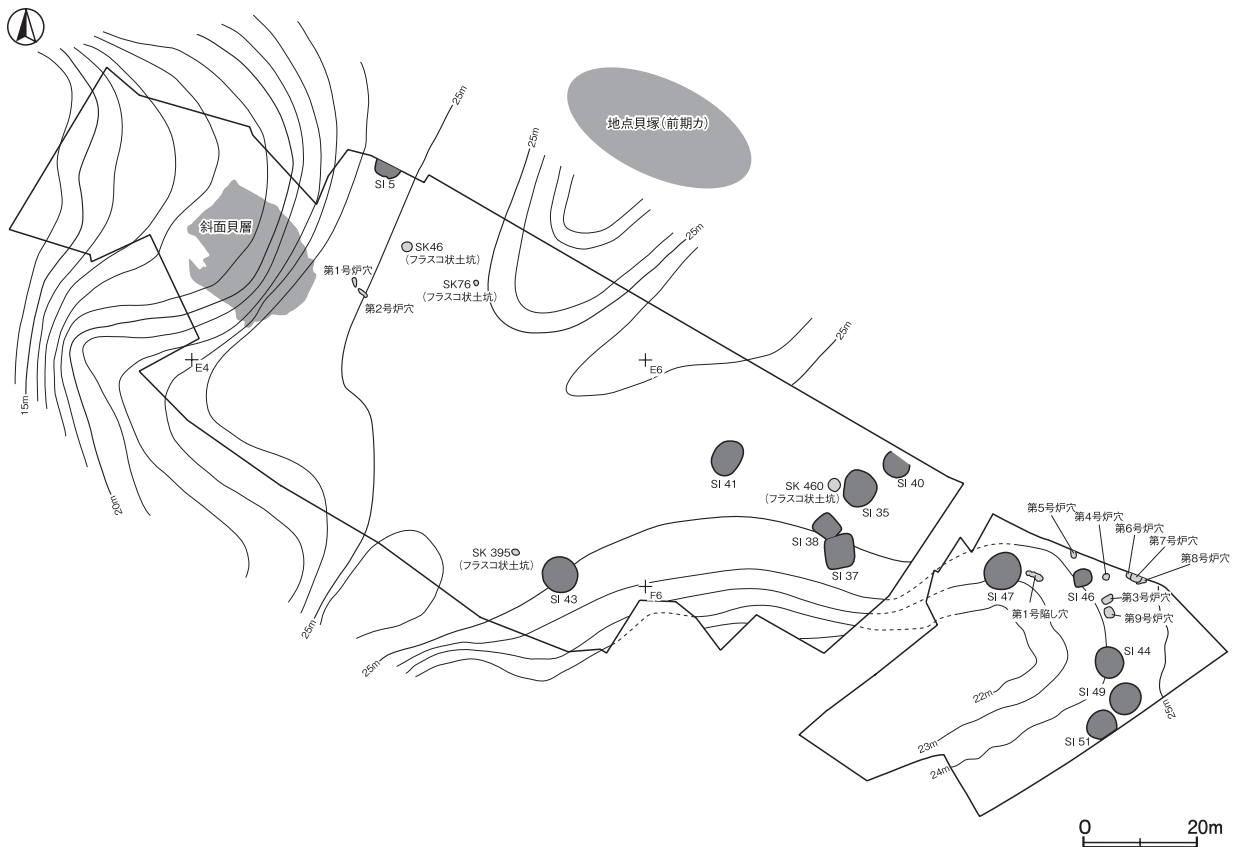 25m
地点貝塚(前期カ)
25m
SI 5
斜面貝層
SK46
(フラスコ状土坑)
25m
第1号炉穴
SK76
(フラスコ状土坑)
第2号炉穴
25m
E4
E6
15m
SI 41
SK 460
(フラスコ状土坑)
SI 40
SI 35
20m
第5号炉穴
第4号炉穴
第6号炉穴
第7号炉穴
第8号炉穴
SI 38
SK 395
(フラスコ状土坑)
SI 37
SI 43
F6
SI 47
SI 46
第1号陥し穴
第3号炉穴
第9号炉穴
25m
SI 44
25m
22m
SI 49
25m
23m
SI 51
24m
0 20m